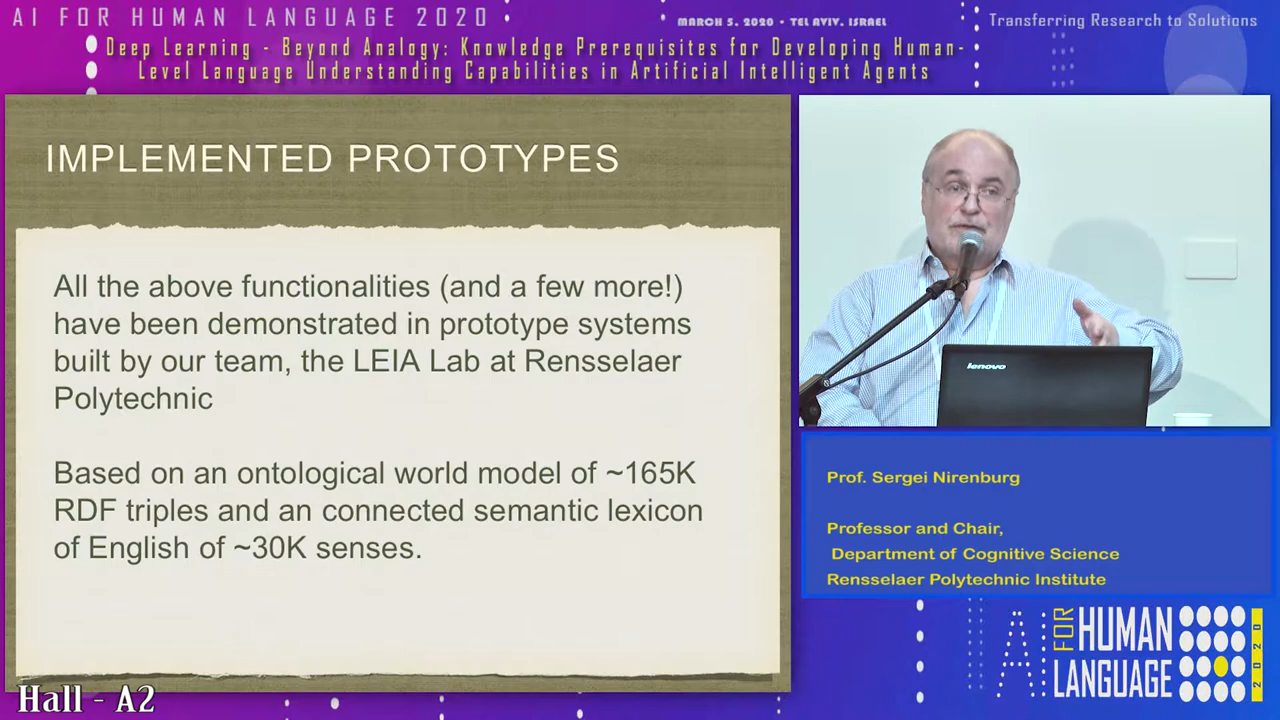 AI FOR HUMAN LANGUAGE 2020
MARCH 5, 2020 • TEL AVIV, ISRAEL
Transferring Research to Solutions
Deep Learning - Beyond Analogy: Knowledge Prerequisites for Developing Human-
Level Language Understanding Capabilities in Artificial Intelligent Agents
IMPLEMENTED PROTOTYPES
All the above functionalities (and a few more!)
have been demonstrated in prototype systems
built by our team, the LEIA Lab at Rensselaer
Polytechnic
Based on an ontological world model of ~165K
RDF triples and an connected semantic lexicon
of English of ~30K senses.
lenovo
Prof. Sergei Nirenburg
Professor and Chair,
Department of Cognitive Science
Rensselaer Polytechnic Institute
AI FOR HUMAN
LANGUAGE
2020
Hall - A2